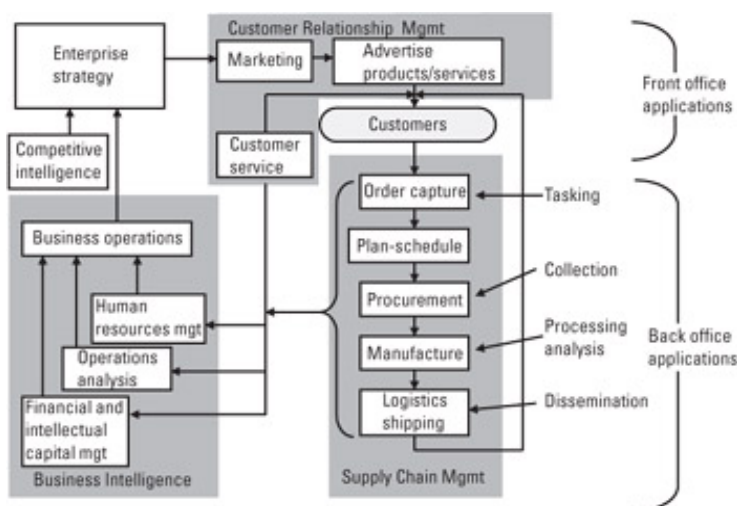 Customer Relationship Mgmt
Enterprise
strategy
Marketing
Advertise
products/services
Front office
applications
Customers
Competitive
intelligence
Customer
service
Order capture
Tasking
Business operations
Plan-schedule
Collection
Procurement
Human
resources mgt
Processing
analysis
Back office
applications
Manufacture
Operations
analysis
Logistics
shipping
Dissemination
Financial and
intellectual
capital mgt
Business Intelligence
Supply Chain Mgmt